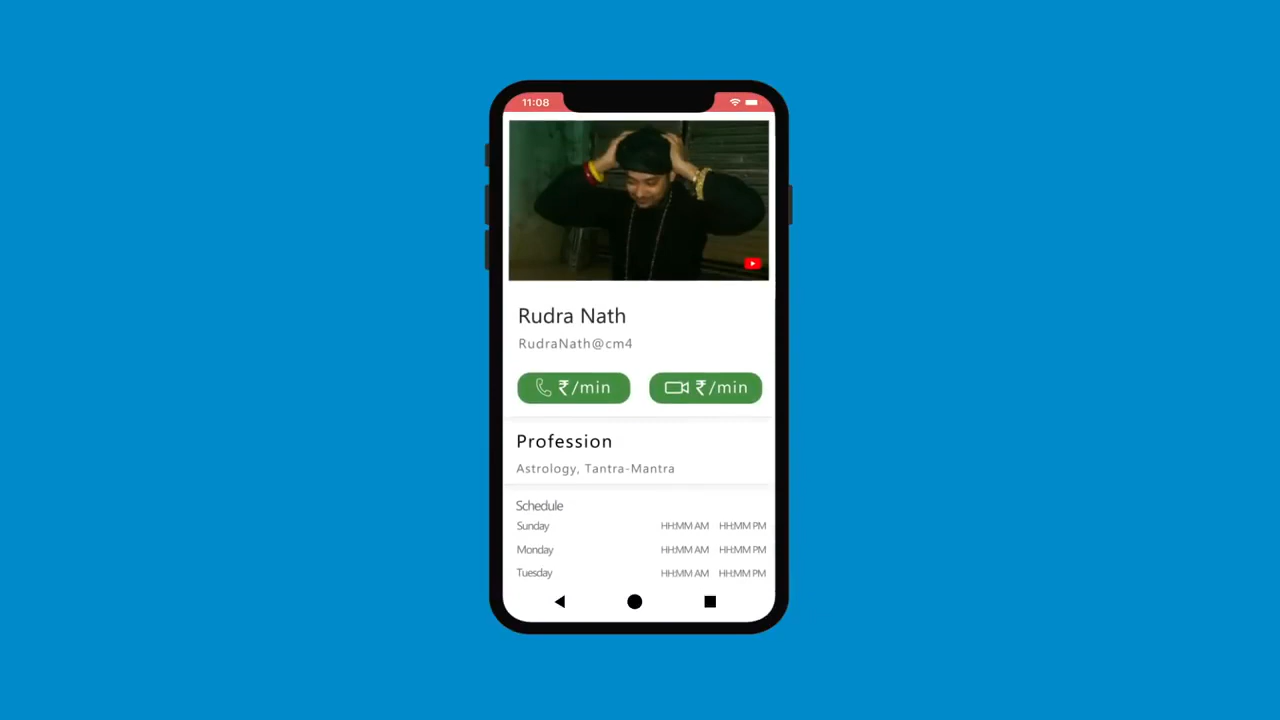 11:08
Rudra Nath
RudraNath@cm4
₹/min ₹/min
Profession
Astrology, Tantra-Mantra
Schedule
Sunday HH:MM AM HH:MM PM
Monday HH:MM AM HH:MM PM
Tuesday HH:MM AM HH:MM PM